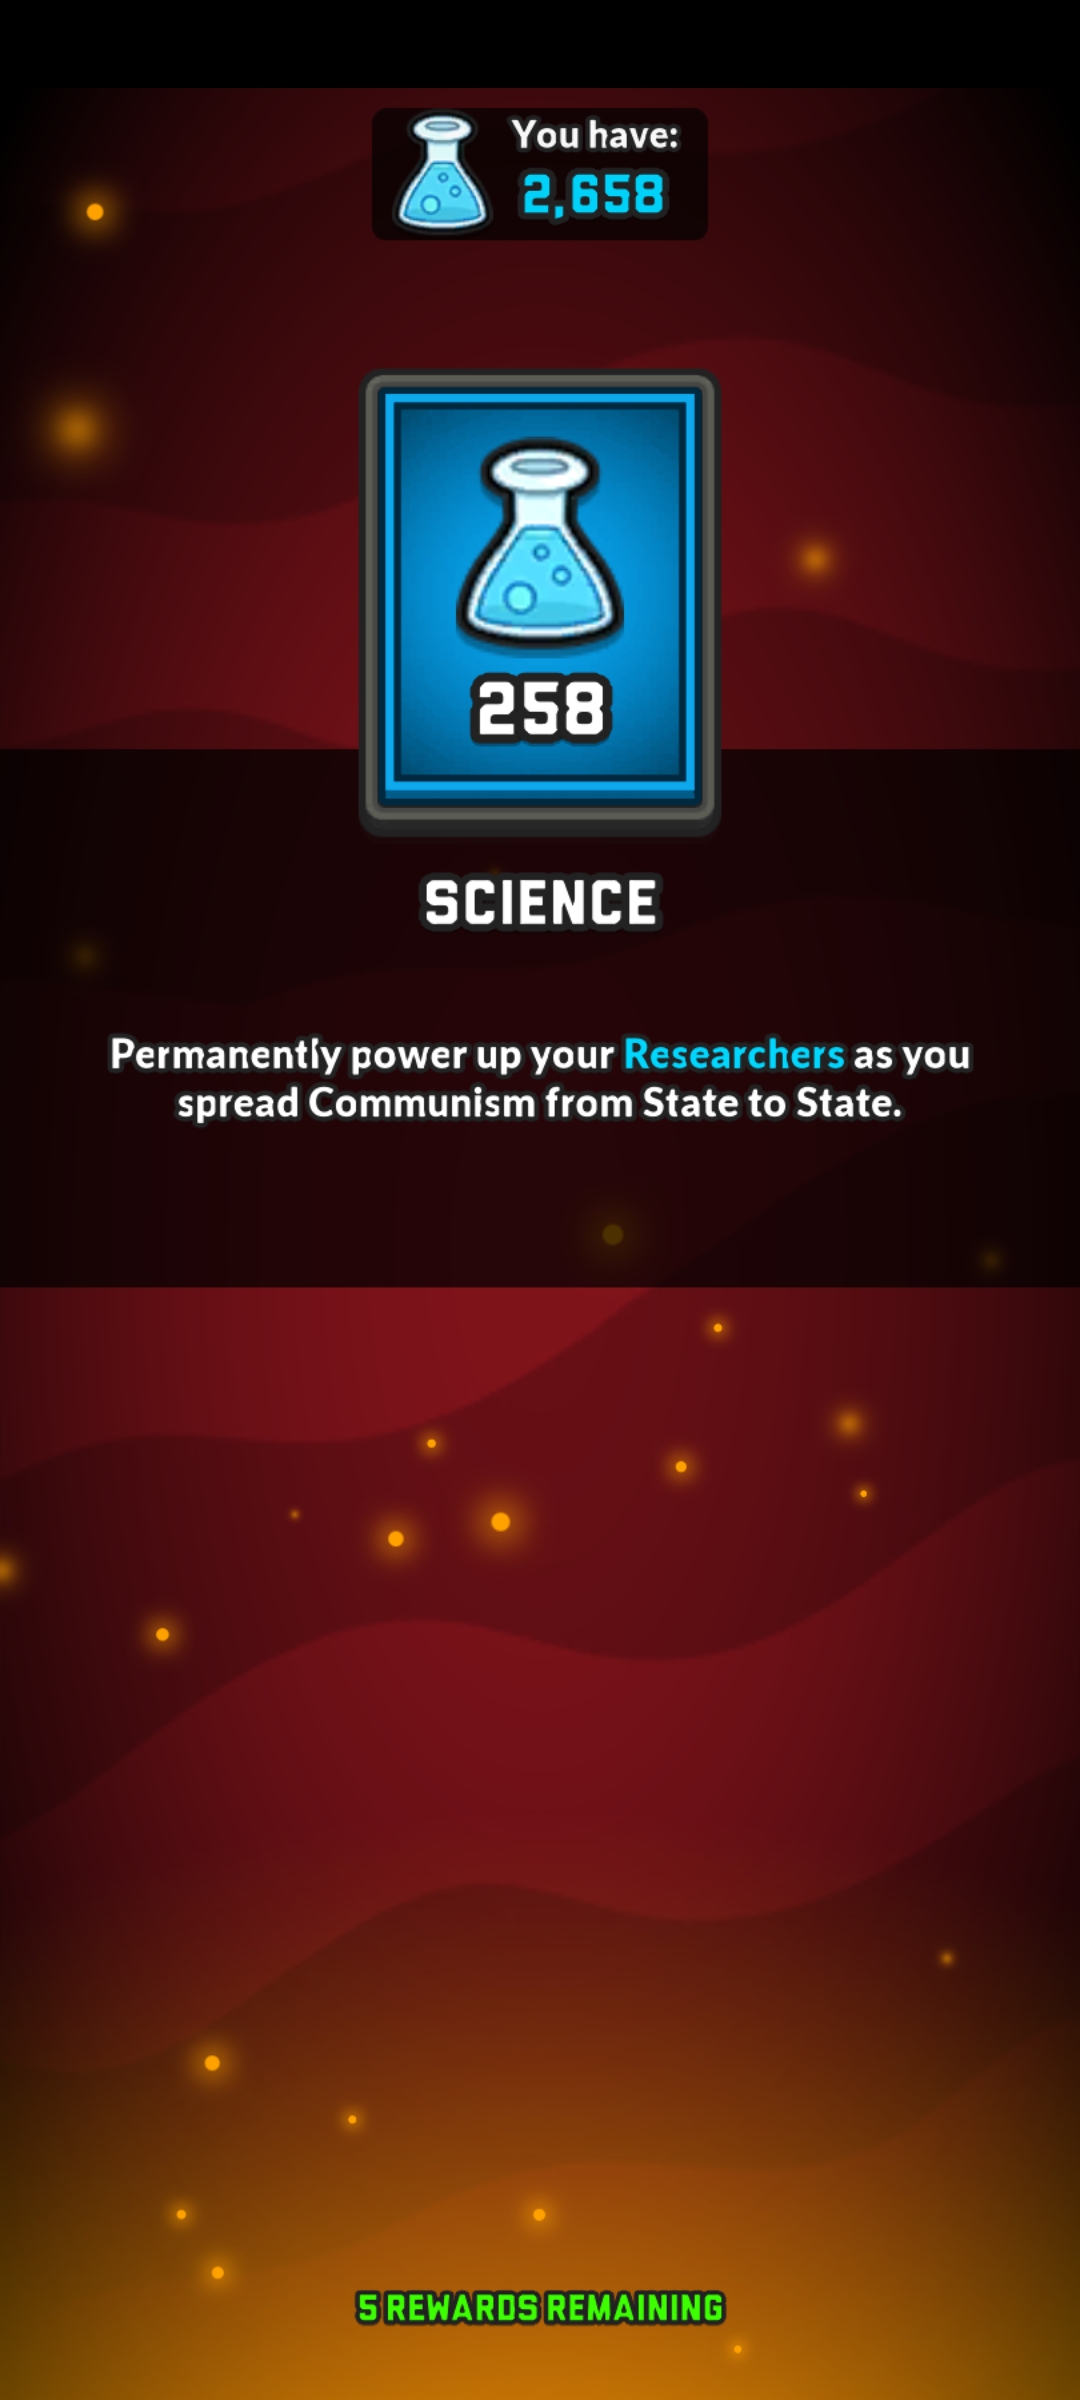 You have:
2,658
258
SCIENCE
Permanently power up your Researchers as you
spread Communism from State to State.
5 REWARDS REMAINING